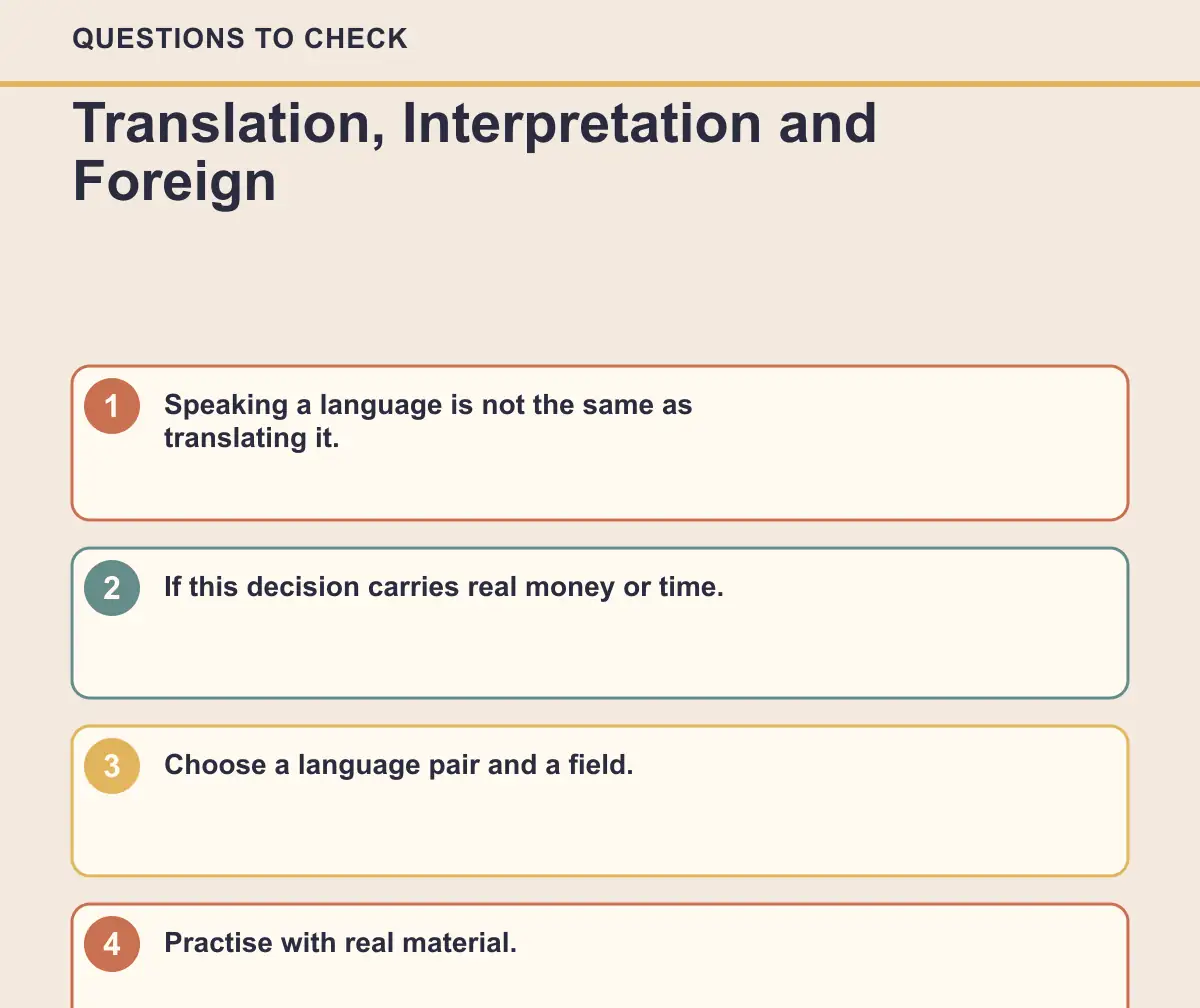 QUESTIONS TO CHECK
Translation, Interpretation and
Foreign
1
Speaking a language is not the same as
translating it.
2
If this decision carries real money or time.
3
Choose a language pair and a field.
4
Practise with real material.